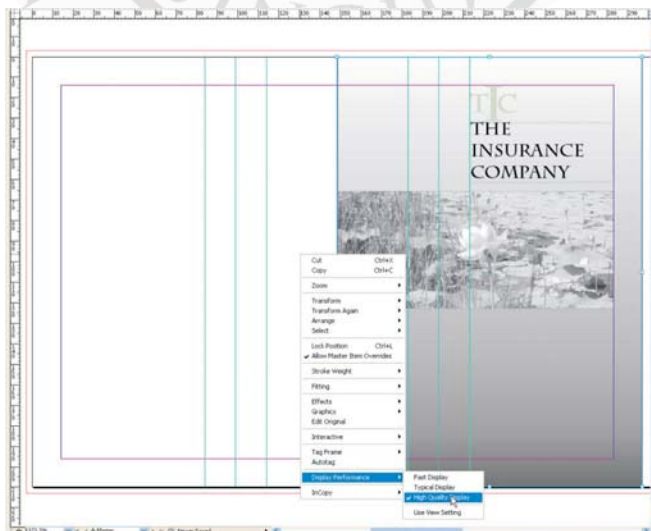 TIC
THE
INSURANCE
COMPANY
Cut Ctrl+X
Copy Ctrl+C
Zoom
Transform
Transform Again
Arrange
Select
Lock Position Ctrl+L
Allow Master Item Overrides
Stroke Weight
Fitting
Effects
Graphics
Edit Original
Interactive
Tag Frame
Autotag
Display Performance
InCopy
Fast Display
Typical Display
High Quality Display
Use View Setting